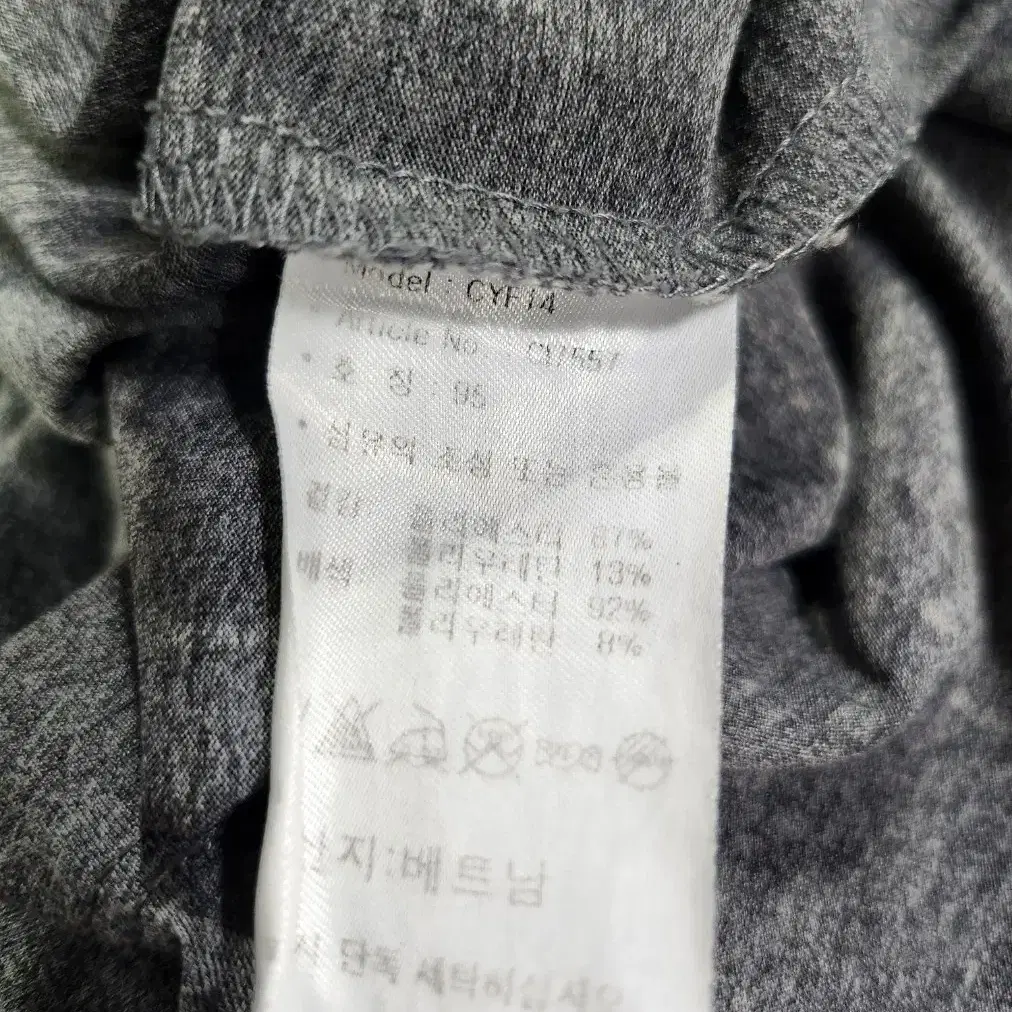 Model : CYF14
Article No. :
* 호 칭 : 95
* 섬유의 조성 또는 혼용률
겉감 폴리에스터 87%
폴리우레탄 13%
배색 폴리에스터 92%
폴리우레탄 8%
지:베트남
단독 세탁하십시오